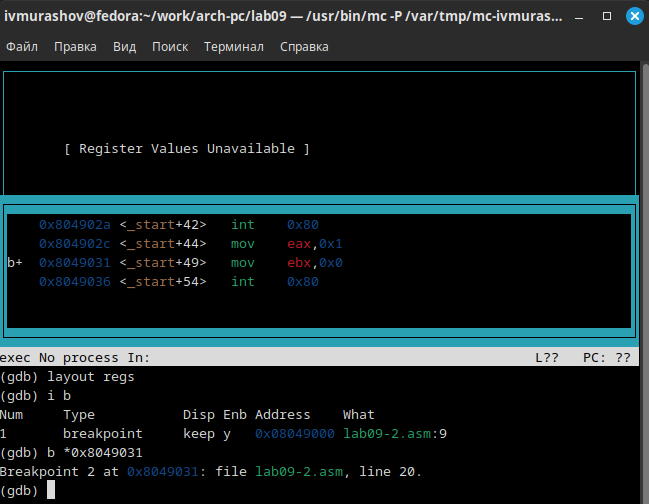 ivmurashov@fedora:~/work/arch-pc/lab09 — /usr/bin/mc -P /var/tmp/mc-ivmuras...
Файл Правка Вид Поиск Терминал Справка
[ Register Values Unavailable ]
0x804902a <_start+42> int 0x80
0x804902c <_start+44> mov eax,0x1
b+ 0x8049031 <_start+49> mov ebx,0x0
0x8049036 <_start+54> int 0x80
exec No process In: L?? PC: ??
(gdb) layout regs
(gdb) i b
Num Type Disp Enb Address What
1 breakpoint keep y 0x08049000 lab09-2.asm:9
(gdb) b *0x8049031
Breakpoint 2 at 0x8049031: file lab09-2.asm, line 20.
(gdb)